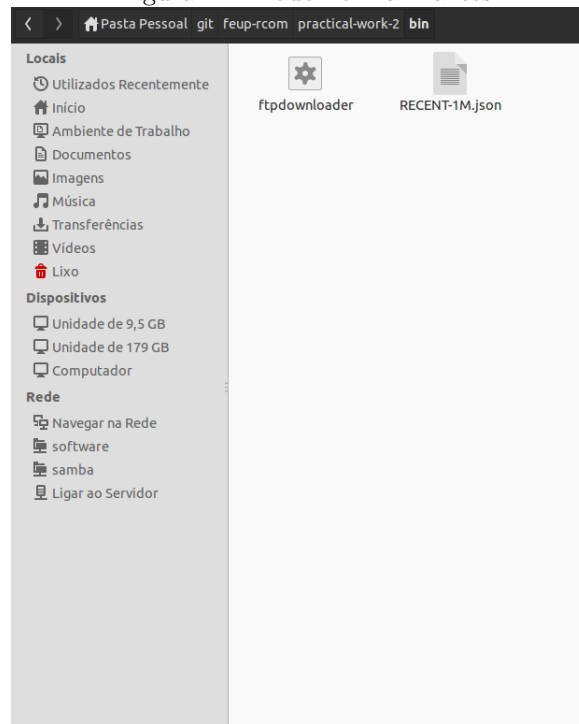 Pasta Pessoal git feup-rcom practical-work-2 bin
Locais
Utilizados Recentemente
Início
Ambiente de Trabalho
Documentos
Imagens
Música
Transferências
Vídeos
Lixo
Dispositivos
Unidade de 9,5 GB
Unidade de 179 GB
Computador
Rede
Navegar na Rede
software
samba
Ligar ao Servidor
ftpdownloader RECENT-1M.json